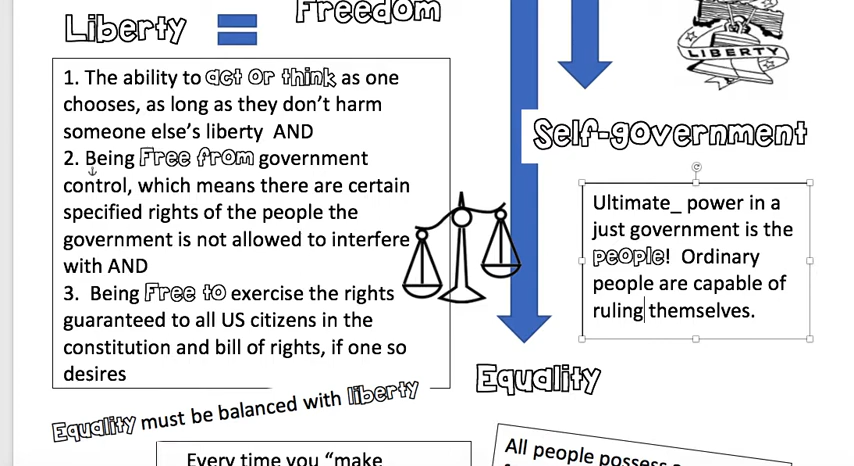 Freedom
Liberty =
LIBERTY
1. The ability to act or think as one
chooses, as long as they don’t harm
someone else’s liberty AND
2. Being Free from government
control, which means there are certain
specified rights of the people the
government is not allowed to interfere
with AND
3. Being Free to exercise the rights
guaranteed to all US citizens in the
constitution and bill of rights, if one so
desires
Self-government
Ultimate_ power in a
just government is the
people! Ordinary
people are capable of
ruling themselves.
Equality
Equality must be balanced with liberty
Every time you “make
All people possess